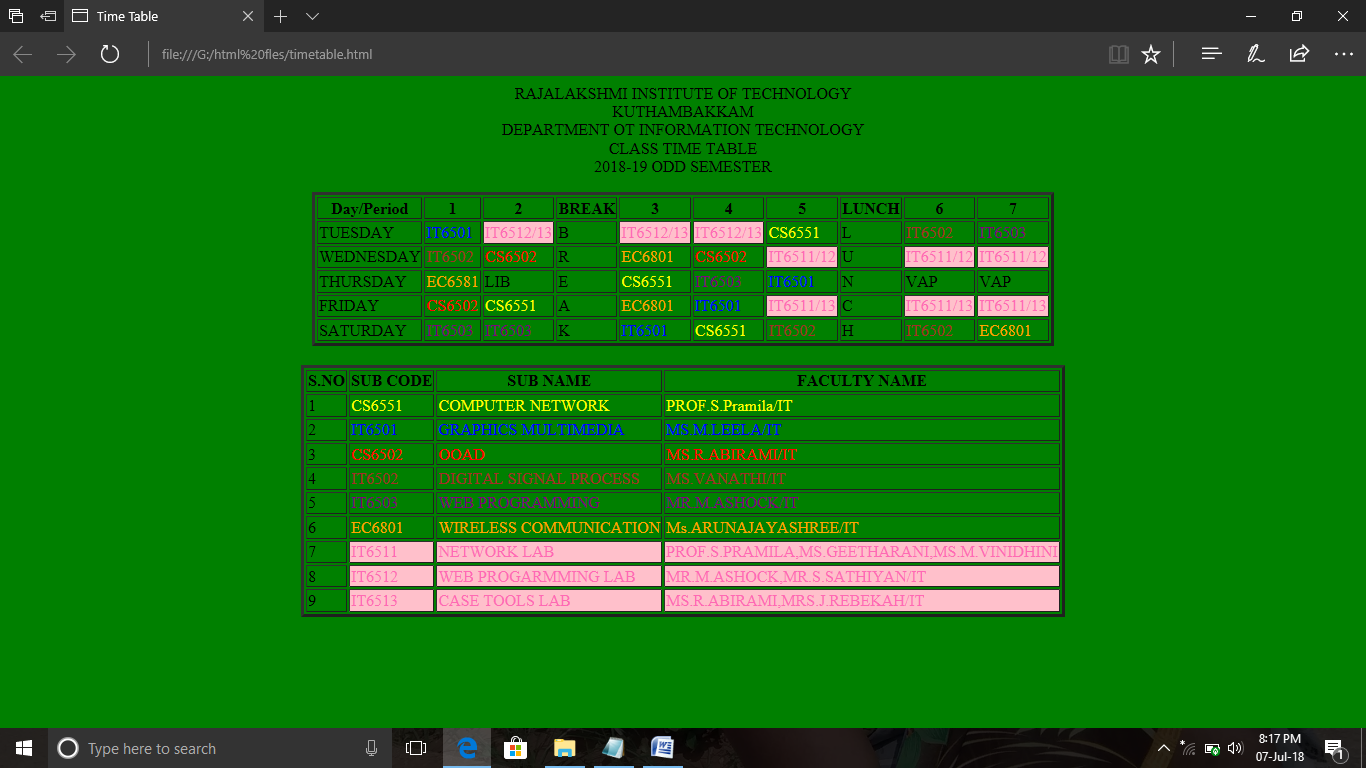 Time Table
file:///G:/html%20fles/timetable.html
RAJALAKSHMI INSTITUTE OF TECHNOLOGY
KUTHAMBAKKAM
DEPARTMENT OT INFORMATION TECHNOLOGY
CLASS TIME TABLE
2018-19 ODD SEMESTER
Day/Period 1 2 BREAK 3 4 5 LUNCH 6 7
TUESDAY IT6501 IT6512/13 B IT6512/13 IT6512/13 CS6551 L IT6502 IT6503
WEDNESDAY IT6502 CS6502 R EC6801 CS6502 IT6511/12 U IT6511/12 IT6511/12
THURSDAY EC6581 LIB E CS6551 IT6503 IT6501 N VAP VAP
FRIDAY CS6502 CS6551 A EC6801 IT6501 IT6511/13 C IT6511/13 IT6511/13
SATURDAY IT6503 IT6503 K IT6501 CS6551 IT6502 H IT6502 EC6801
S.NO SUB CODE SUB NAME FACULTY NAME
1 CS6551 COMPUTER NETWORK PROF.S.Pramila/IT
2 IT6501 GRAPHICS MULTIMEDIA MS.M.LEELA/IT
3 CS6502 OOAD MS.R.ABIRAMI/IT
4 IT6502 DIGITAL SIGNAL PROCESS MS.VANATHI/IT
5 IT6503 WEB PROGRAMMING MR.M.ASHOCK/IT
6 EC6801 WIRELESS COMMUNICATION Ms.ARUNAJAYASHREE/IT
7 IT6511 NETWORK LAB PROF.S.PRAMILA,MS.GEETHARANI,MS.M.VINIDHINI
8 IT6512 WEB PROGARMMING LAB MR.M.ASHOCK,MR.S.SATHIYAN/IT
9 IT6513 CASE TOOLS LAB MS.R.ABIRAMI,MRS.J.REBEKAH/IT
Type here to search
8:17 PM
07-Jul-18
1